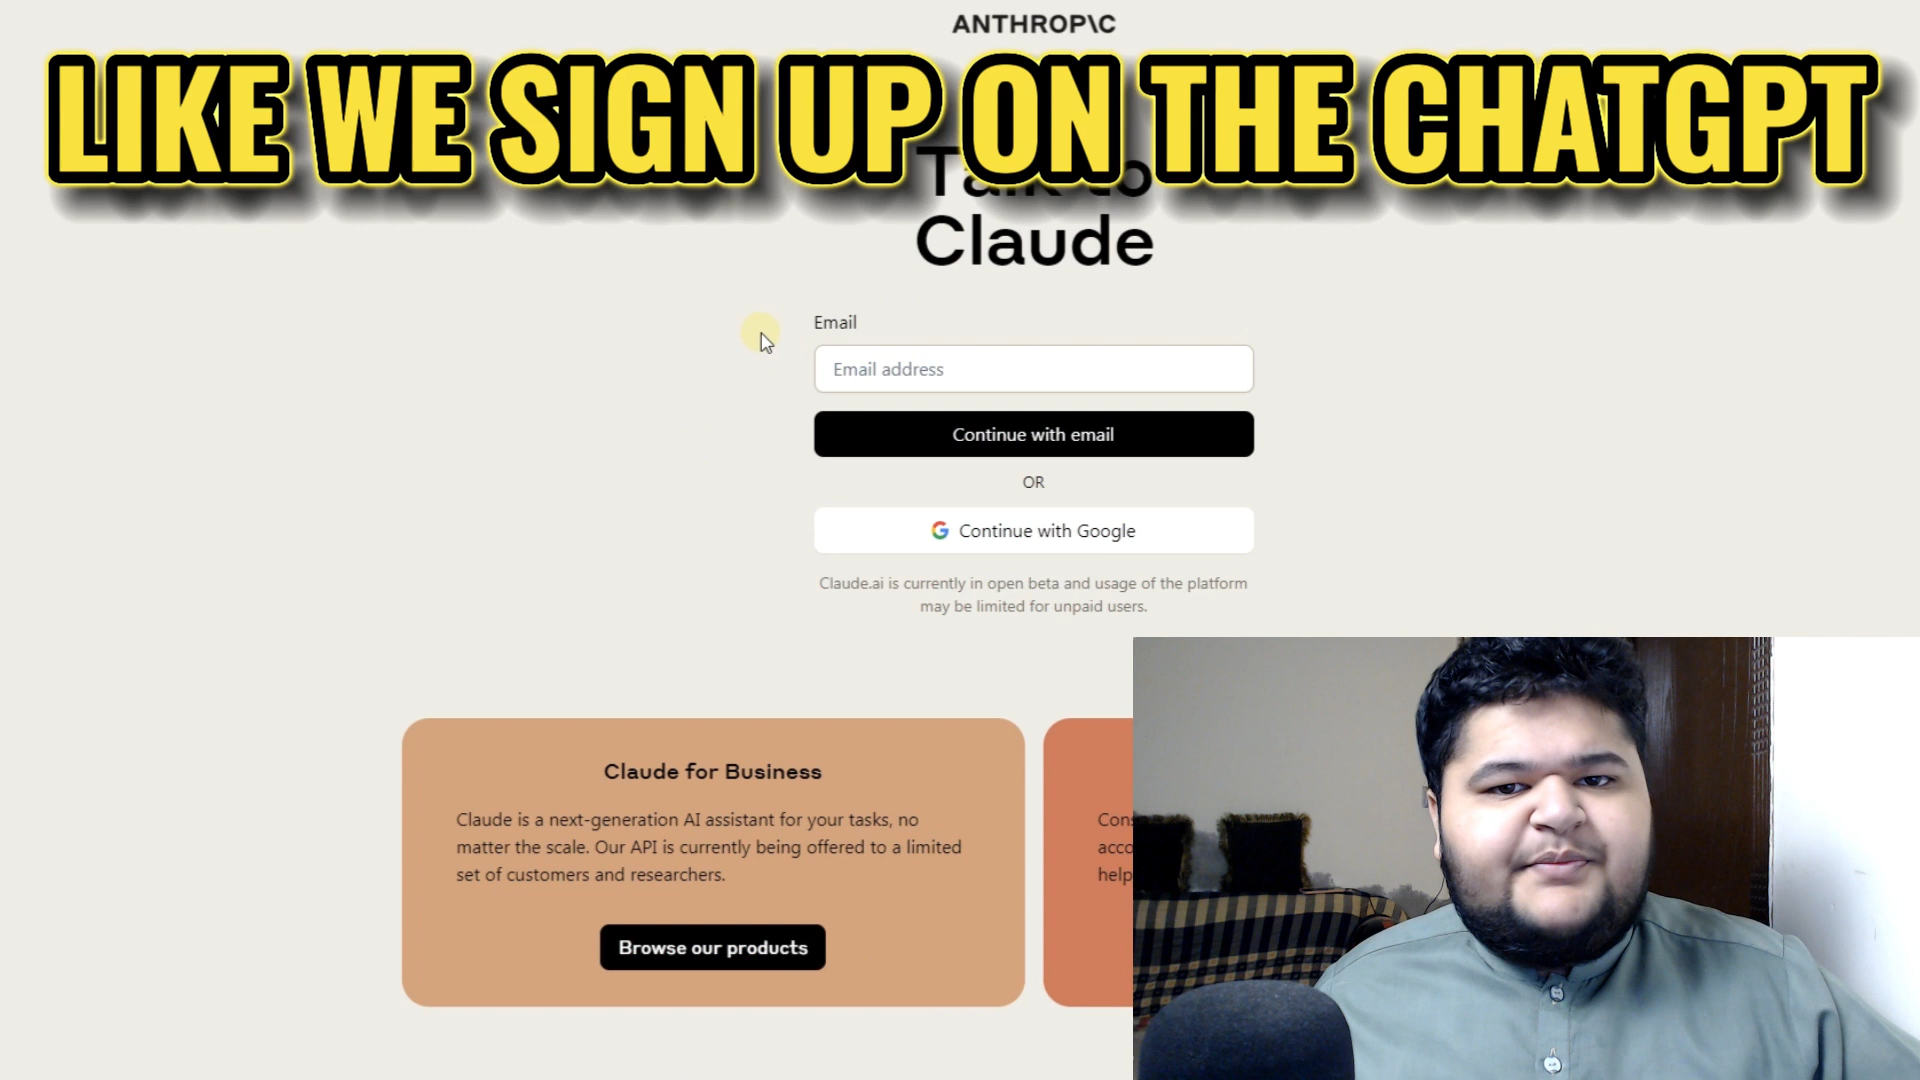 ANTHROP\C
LIKE WE SIGN UP ON THE CHATGPT
Talk to
Claude
Email
Email address
Continue with email
OR
Continue with Google
Claude.ai is currently in open beta and usage of the platform
may be limited for unpaid users.
Claude for Business
Claude is a next-generation AI assistant for your tasks, no
matter the scale. Our API is currently being offered to a limited
set of customers and researchers.
Browse our products
help